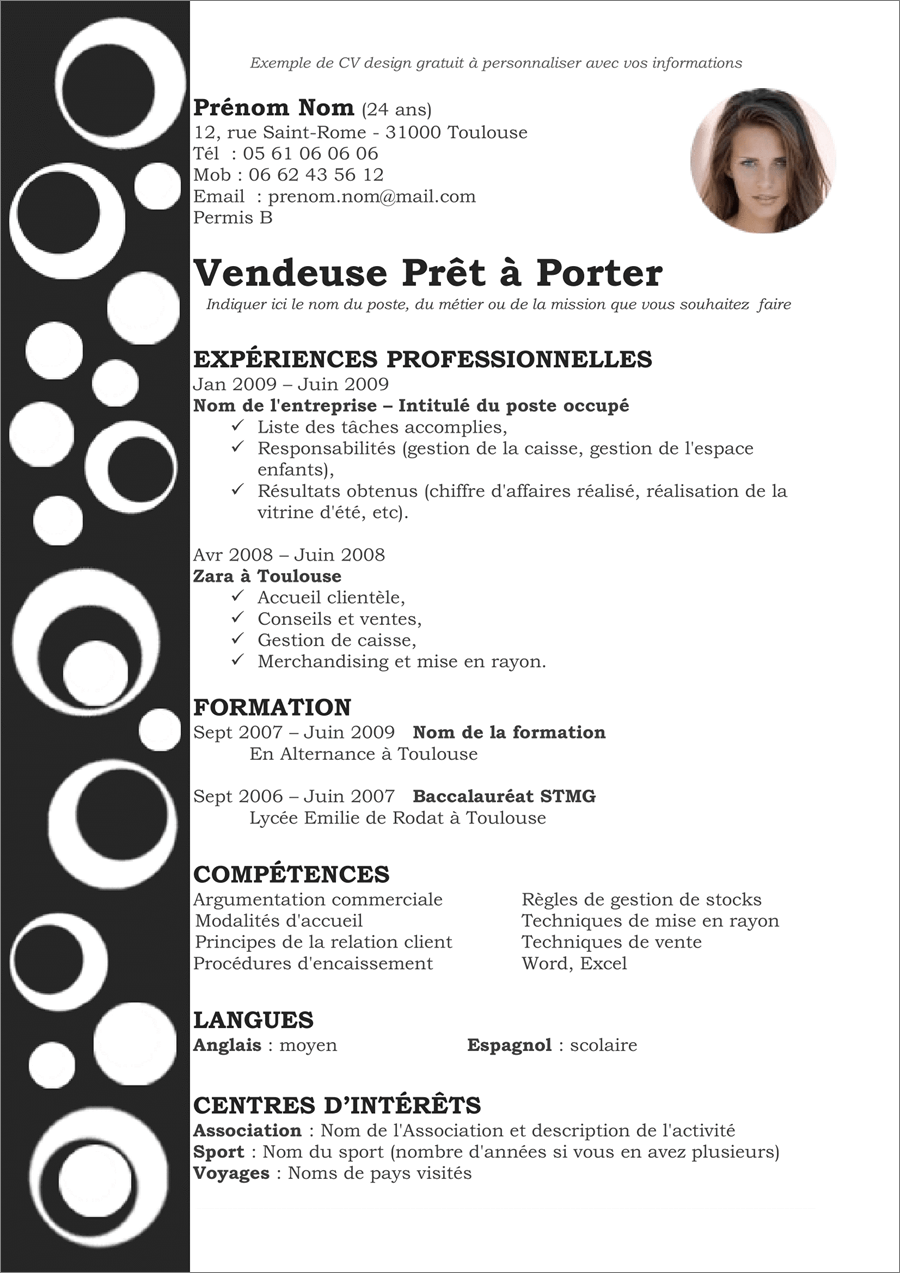 Exemple de CV design gratuit à personnaliser avec vos informations
Prénom Nom (24 ans)
12, rue Saint-Rome - 31000 Toulouse
Tél : 05 61 06 06 06
Mob : 06 62 43 56 12
Email : prenom.nom@mail.com
Permis B
Vendeuse Prêt à Porter
Indiquer ici le nom du poste, du métier ou de la mission que vous souhaitez faire
EXPÉRIENCES PROFESSIONNELLES
Jan 2009 – Juin 2009
Nom de l'entreprise – Intitulé du poste occupé
✓ Liste des tâches accomplies,
✓ Responsabilités (gestion de la caisse, gestion de l'espace
enfants),
✓ Résultats obtenus (chiffre d'affaires réalisé, réalisation de la
vitrine d'été, etc).
Avr 2008 – Juin 2008
Zara à Toulouse
✓ Accueil clientèle,
✓ Conseils et ventes,
✓ Gestion de caisse,
✓ Merchandising et mise en rayon.
FORMATION
Sept 2007 – Juin 2009 Nom de la formation
En Alternance à Toulouse
Sept 2006 – Juin 2007 Baccalauréat STMG
Lycée Emilie de Rodat à Toulouse
COMPÉTENCES
Argumentation commerciale Règles de gestion de stocks
Modalités d'accueil Techniques de mise en rayon
Principes de la relation client Techniques de vente
Procédures d'encaissement Word, Excel
LANGUES
Anglais : moyen Espagnol : scolaire
CENTRES D’INTÉRÊTS
Association : Nom de l'Association et description de l'activité
Sport : Nom du sport (nombre d'années si vous en avez plusieurs)
Voyages : Noms de pays visités